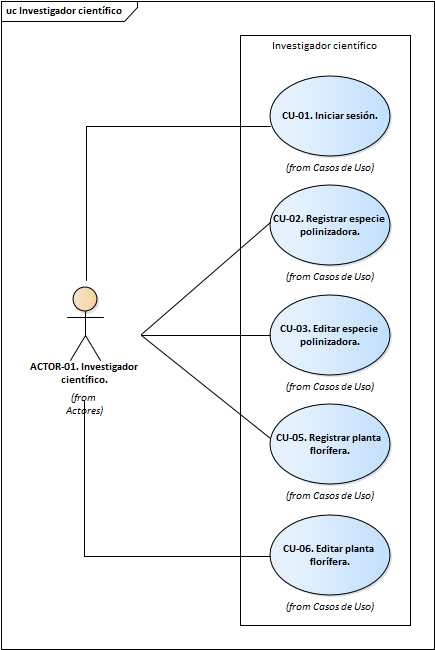 uc Investigador científico
Investigador científico
CU-01. Iniciar sesión.
(from Casos de Uso)
CU-02. Registrar especie
polinizadora.
(from Casos de Uso)
CU-03. Editar especie
polinizadora.
(from Casos de Uso)
ACTOR-01. Investigador
científico.
(from
Actores)
CU-05. Registrar planta
florífera.
(from Casos de Uso)
CU-06. Editar planta
florífera.
(from Casos de Uso)